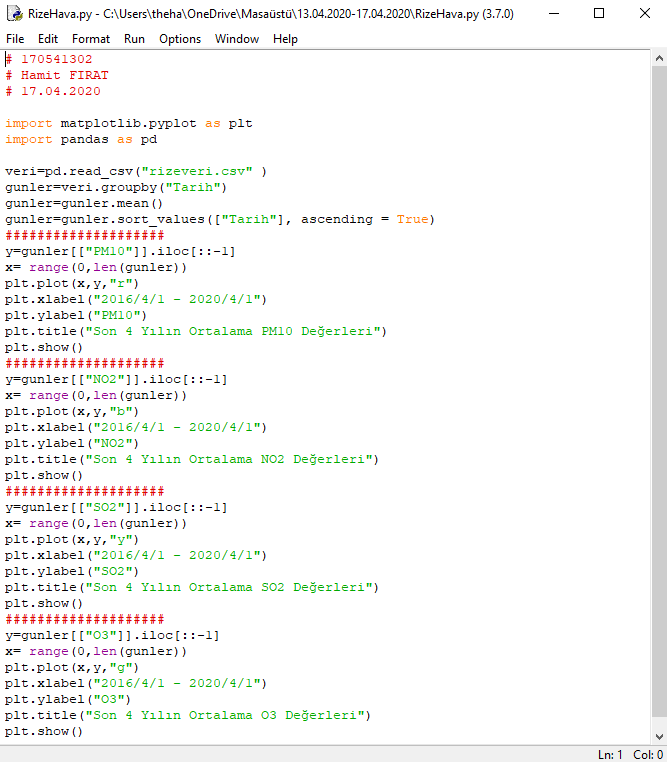 RizeHava.py - C:\Users\theha\OneDrive\Masaüstü\13.04.2020-17.04.2020\RizeHava.py (3.7.0)
File Edit Format Run Options Window Help
# 170541302
# Hamit FIRAT
# 17.04.2020
import matplotlib.pyplot as plt
import pandas as pd
veri=pd.read_csv("rizeveri.csv" )
gunler=veri.groupby("Tarih")
gunler=gunler.mean()
gunler=gunler.sort_values(["Tarih"], ascending = True)
####################
y=gunler[["PM10"]].iloc[::-1]
x= range(0,len(gunler))
plt.plot(x,y,"r")
plt.xlabel("2016/4/1 - 2020/4/1")
plt.ylabel("PM10")
plt.title("Son 4 Yılın Ortalama PM10 Değerleri")
plt.show()
####################
y=gunler[["NO2"]].iloc[::-1]
x= range(0,len(gunler))
plt.plot(x,y,"b")
plt.xlabel("2016/4/1 - 2020/4/1")
plt.ylabel("NO2")
plt.title("Son 4 Yılın Ortalama NO2 Değerleri")
plt.show()
####################
y=gunler[["SO2"]].iloc[::-1]
x= range(0,len(gunler))
plt.plot(x,y,"y")
plt.xlabel("2016/4/1 - 2020/4/1")
plt.ylabel("SO2")
plt.title("Son 4 Yılın Ortalama SO2 Değerleri")
plt.show()
####################
y=gunler[["O3"]].iloc[::-1]
x= range(0,len(gunler))
plt.plot(x,y,"g")
plt.xlabel("2016/4/1 - 2020/4/1")
plt.ylabel("O3")
plt.title("Son 4 Yılın Ortalama O3 Değerleri")
plt.show()
Ln: 1 Col: 0